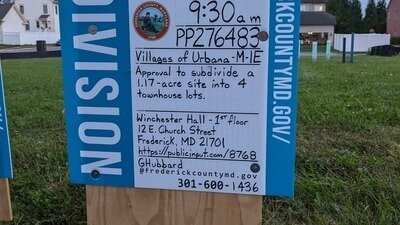 DIVISION
9:30am
PP276483
Villages of Urbana - M-1E
Approval to subdivide a
1.17-acre site into 4
townhouse lots.
Winchester Hall - 1st floor
12 E. Church Street
Frederick, MD 21701
https://publicinput.com/8768
GHubbard
@frederickcountymd.gov
301-600-1436
KCOUNTYMD.GOV/